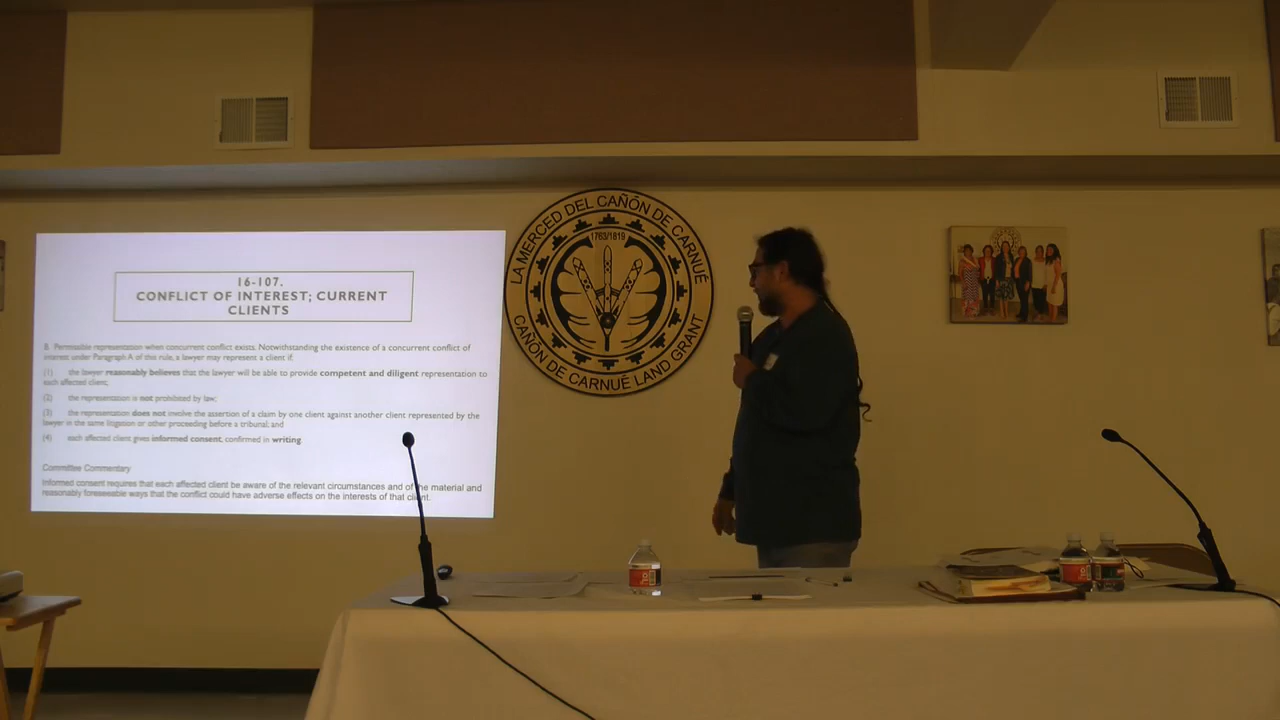 16-107.
CONFLICT OF INTEREST; CURRENT
CLIENTS
B. Permissible representation when concurrent conflict exists. Notwithstanding the existence of a concurrent conflict of
interest under Paragraph A of this rule, a lawyer may represent a client if:
(1) the lawyer reasonably believes that the lawyer will be able to provide competent and diligent representation to
each affected client;
(2) the representation is not prohibited by law;
(3) the representation does not involve the assertion of a claim by one client against another client represented by the
lawyer in the same litigation or other proceeding before a tribunal; and
(4) each affected client gives informed consent, confirmed in writing.
Committee Commentary
Informed consent requires that each affected client be aware of the relevant circumstances and of the material and
reasonably foreseeable ways that the conflict could have adverse effects on the interests of that client.
LA MERCED DEL CAÑÓN DE CARNUÉ
1763/1819
CAÑÓN DE CARNUÉ LAND GRANT